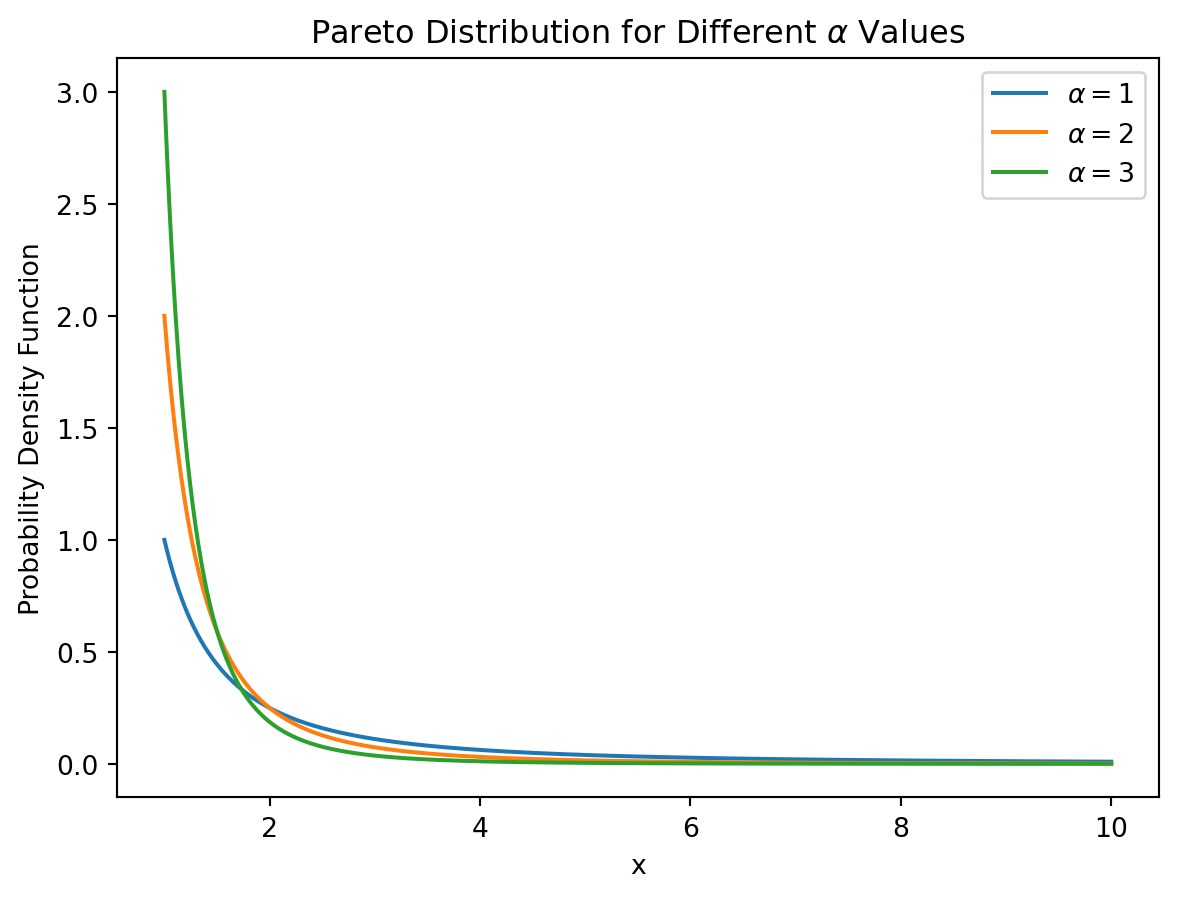 Pareto Distribution for Different α Values
α = 1
α = 2
α = 3
Probability Density Function
3.0
2.5
2.0
1.5
1.0
0.5
0.0
2 4 6 8 10
x